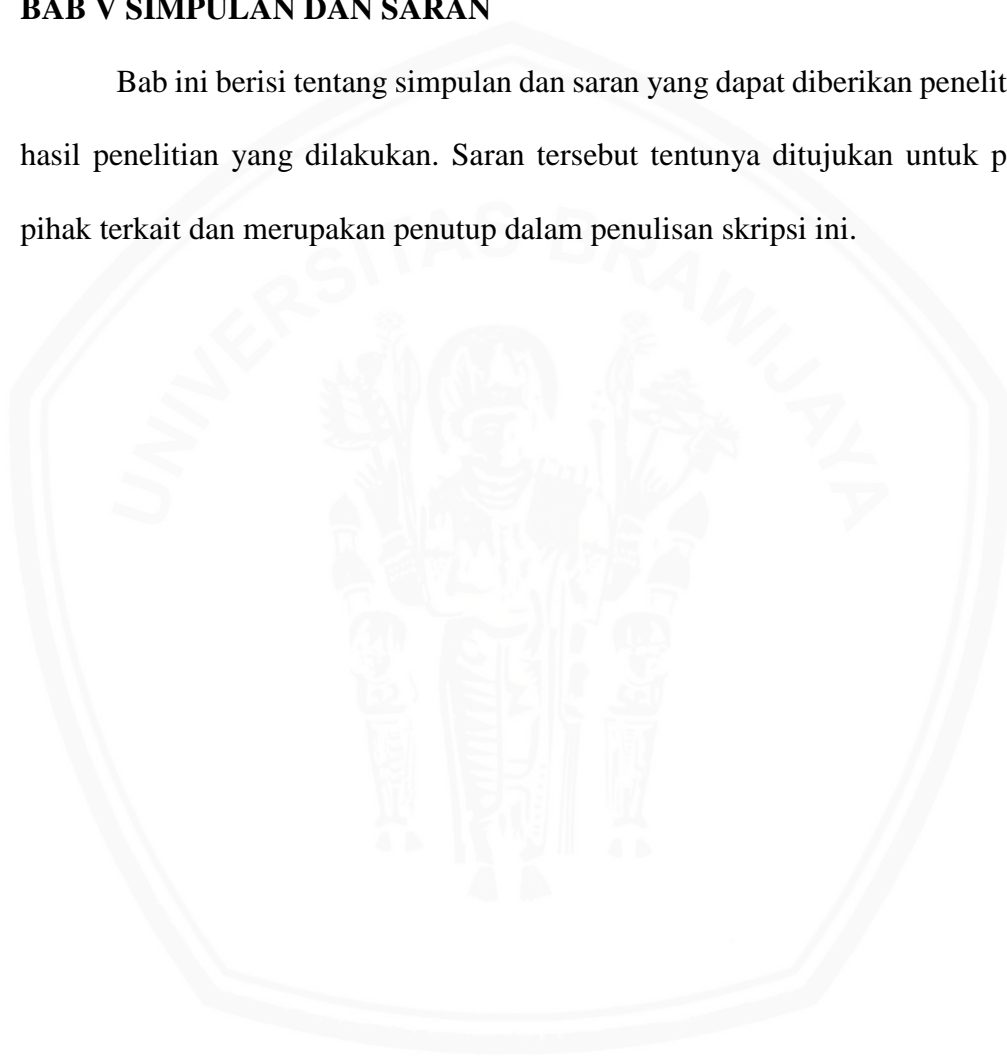 BAB V SIMPULAN DAN SARAN
Bab ini berisi tentang simpulan dan saran yang dapat diberikan penelit
hasil penelitian yang dilakukan. Saran tersebut tentunya ditujukan untuk p
pihak terkait dan merupakan penutup dalam penulisan skripsi ini.
UNIVERSITAS BRAWIJAYA